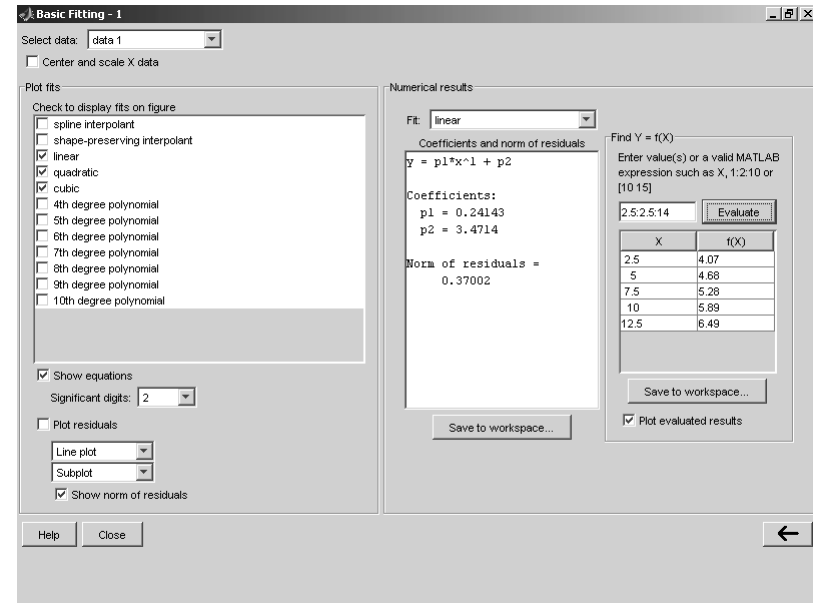 Basic Fitting - 1
Select data: data 1
Center and scale X data
Plot fits
Check to display fits on figure
spline interpolant
shape-preserving interpolant
linear
quadratic
cubic
4th degree polynomial
5th degree polynomial
6th degree polynomial
7th degree polynomial
8th degree polynomial
9th degree polynomial
10th degree polynomial
Show equations
Significant digits: 2
Plot residuals
Line plot
Subplot
Show norm of residuals
Numerical results
Fit: linear
Coefficients and norm of residuals
y = p1*x^1 + p2
Coefficients:
p1 = 0.24143
p2 = 3.4714
Norm of residuals =
0.37002
Save to workspace...
Find Y = f(X)
Enter value(s) or a valid MATLAB
expression such as X, 1:2:10 or
[10 15]
2.5:2.5:14 Evaluate
X f(X)
2.5 4.07
5 4.68
7.5 5.28
10 5.89
12.5 6.49
Save to workspace...
Plot evaluated results
Help Close